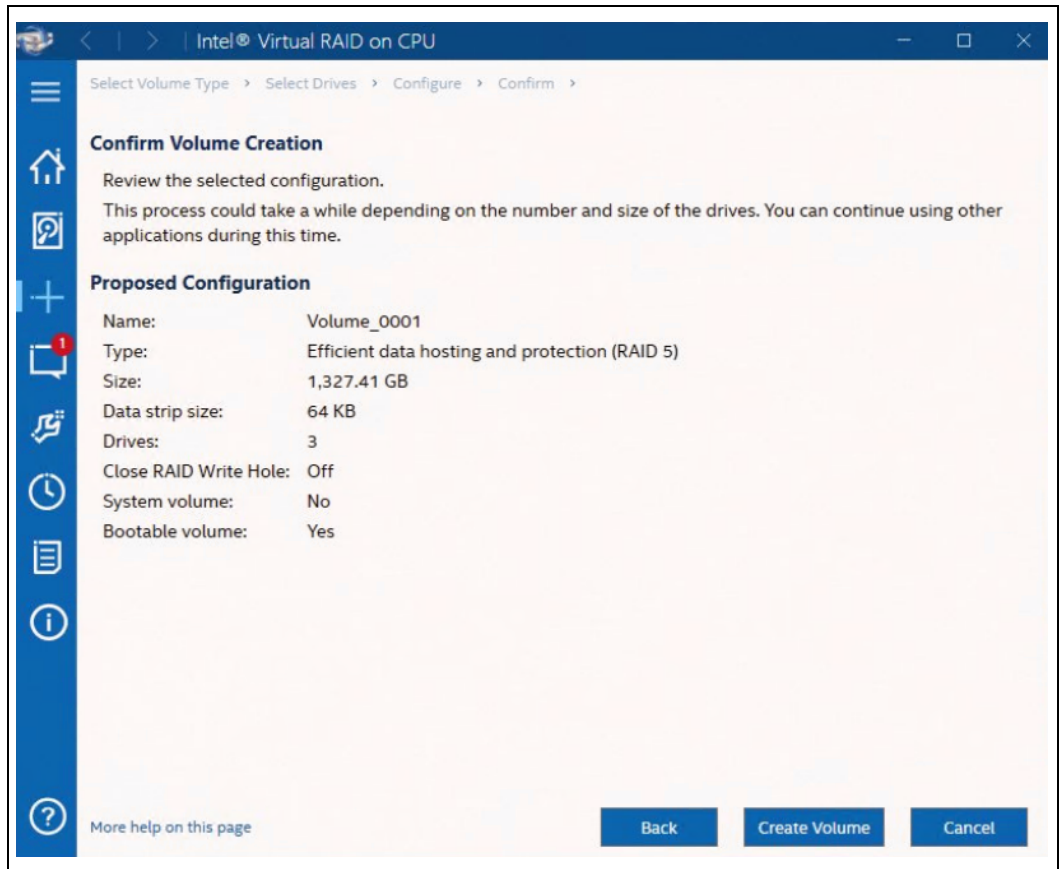 Intel® Virtual RAID on CPU
Select Volume Type > Select Drives > Configure > Confirm >
Confirm Volume Creation
Review the selected configuration.
This process could take a while depending on the number and size of the drives. You can continue using other
applications during this time.
Proposed Configuration
Name: Volume_0001
1
Type: Efficient data hosting and protection (RAID 5)
Size: 1,327.41 GB
Data strip size: 64 KB
Drives: 3
Close RAID Write Hole: Off
System volume: No
Bootable volume: Yes
More help on this page
Back
Create Volume
Cancel